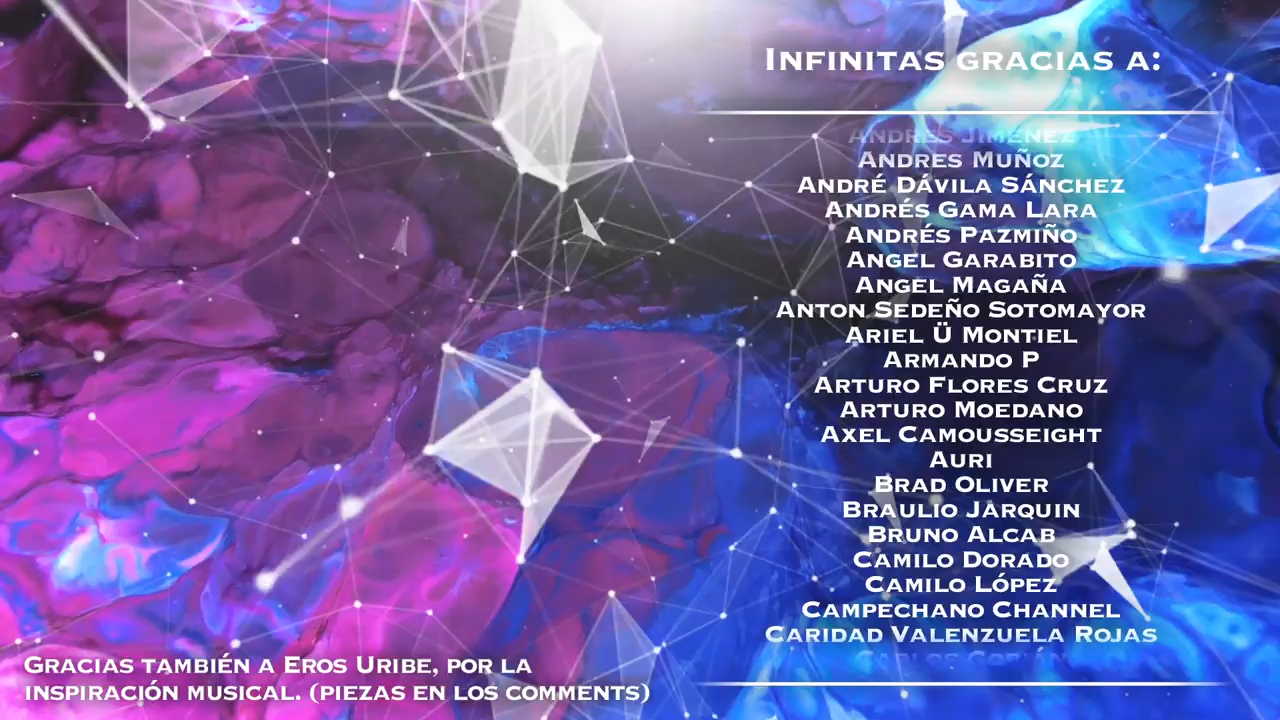 Infinitas gracias a:
Andres Jimenez
Andres Muñoz
André Dávila Sánchez
Andrés Gama Lara
Andrés Pazmiño
Angel Garabito
Angel Magaña
Anton Sedeño Sotomayor
Ariel Ü Montiel
Armando P
Arturo Flores Cruz
Arturo Moedano
Axel Camousseight
Auri
Brad Oliver
Braulio Jarquin
Bruno Alcab
Camilo Dorado
Camilo López
Campechano Channel
Caridad Valenzuela Rojas
Carlos
Gracias también a Eros Uribe, por la
inspiración musical. (piezas en los comments)